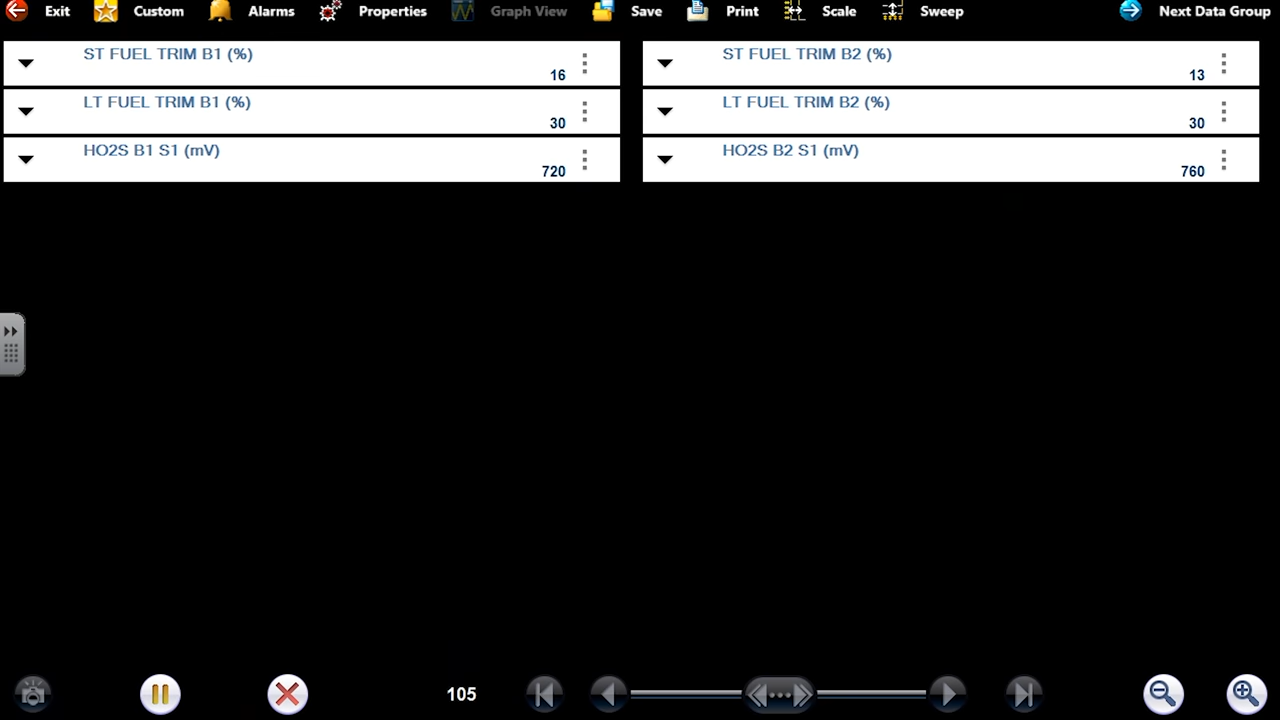 Exit Custom Alarms Properties Graph View Save Print Scale Sweep Next Data Group
ST FUEL TRIM B1 (%)
16
ST FUEL TRIM B2 (%)
13
LT FUEL TRIM B1 (%)
30
LT FUEL TRIM B2 (%)
30
HO2S B1 S1 (mV)
720
HO2S B2 S1 (mV)
760
105